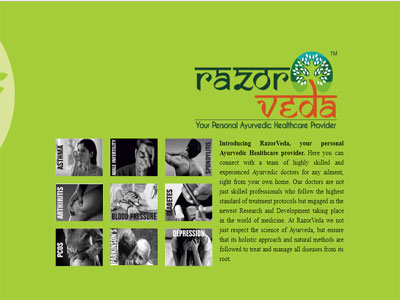 TM
RAZOR
VEDA
Your Personal Ayurvedic Healthcare Provider
ASTHMA
MALE INFERTILITY
SPONDYLITIS
ARTHIRITIS
BLOOD PRESSURE
DIABETES
PCOS
PARKINSON'S
DEPRESSION
Introducing RazorVeda, your personal
Ayurvedic Healthcare provider. Here you can
connect with a team of highly skilled and
experienced Ayurvedic doctors for any ailment,
right from your own home. Our doctors are not
just skilled professionals who follow the highest
standard of treatment protocols but engaged in the
newest Research and Development taking place
in the world of medicine. At RazorVeda we not
just respect the science of Ayurveda, but ensure
that its holistic approach and natural methods are
followed to treat and manage all diseases from its
root.